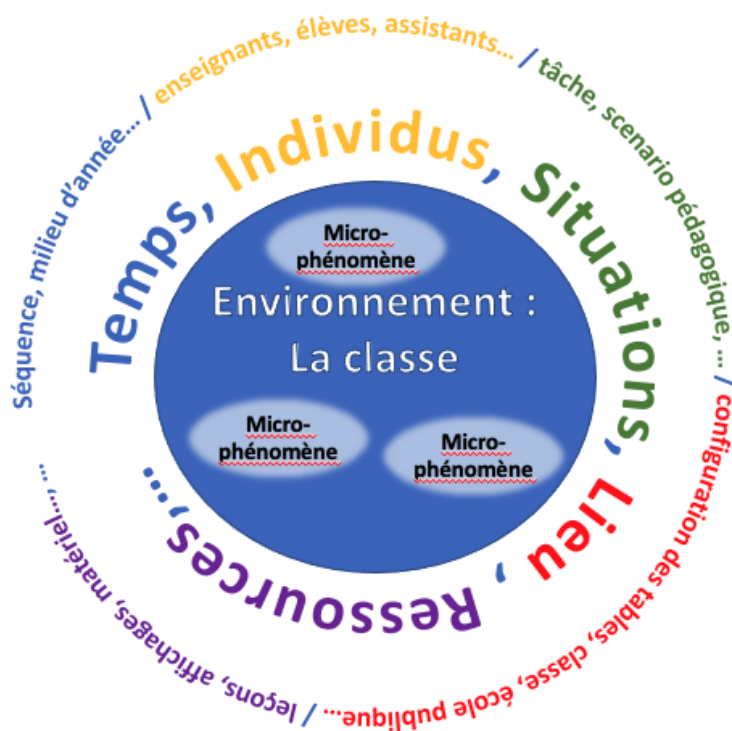 Séquence, milieu d’année... / enseignants, élèves, assistants... / tâche, scenario pédagogique, ... / configuration des tables, classe, école publique... / leçons, affichages, matériel..., ...
Temps, Individus, Situations, Lieu , Ressources,...
Micro-
phénomène
Environnement :
La classe
Micro-
phénomène
Micro-
phénomène